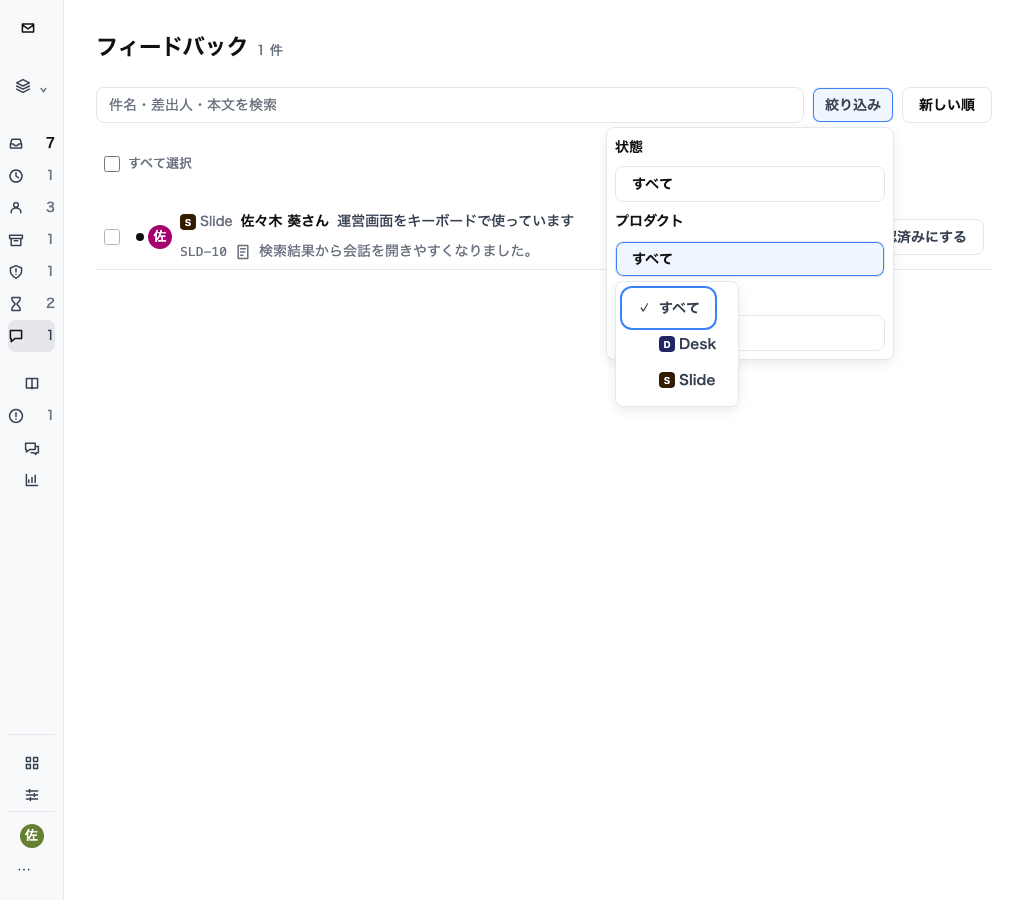 フィードバック 1 件
件名・差出人・本文を検索
絞り込み
新しい順
すべて選択
状態
すべて
プロダクト
すべて
✓ すべて
D Desk
S Slide
S Slide 佐々木 葵さん 運営画面をキーボードで使っています
佐
SLD-10 検索結果から会話を開きやすくなりました。
済みにする
7
1
3
1
1
2
1
1
佐
…